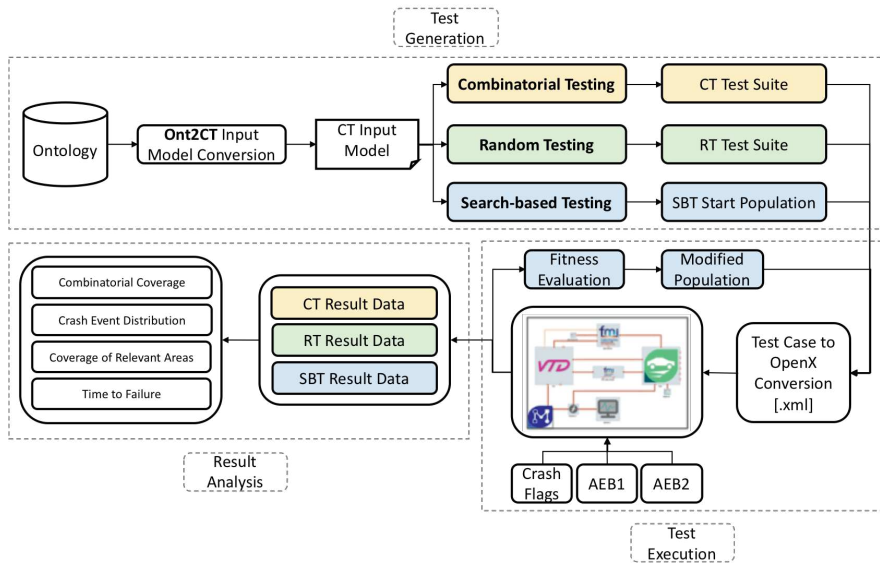 Test
Generation
Ontology
Ont2CT Input
Model Conversion
CT Input
Model
Combinatorial Testing
CT Test Suite
Random Testing
RT Test Suite
Search-based Testing
SBT Start Population
Fitness
Evaluation
Modified
Population
Test Case to
OpenX
Conversion
[.xml]
VTD
fmi
Crash
Flags
AEB1
AEB2
Test
Execution
CT Result Data
RT Result Data
SBT Result Data
Combinatorial Coverage
Crash Event Distribution
Coverage of Relevant Areas
Time to Failure
Result
Analysis